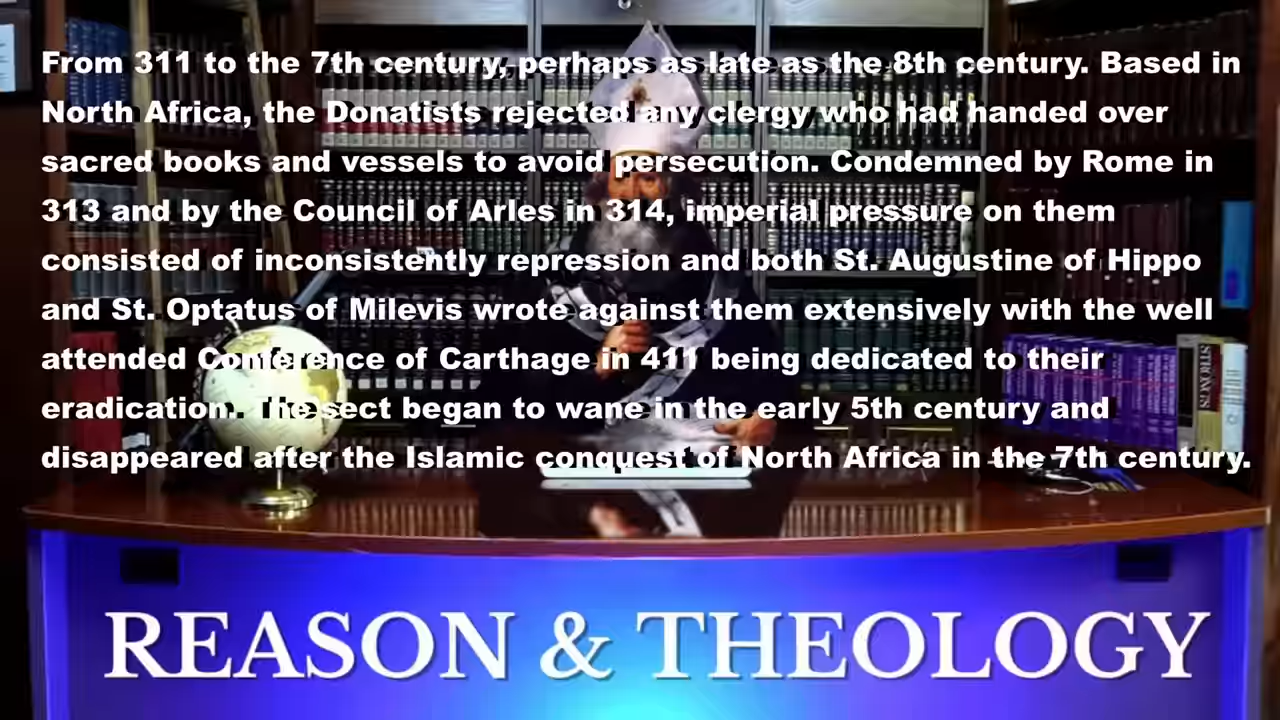 From 311 to the 7th century, perhaps as late as the 8th century. Based in
North Africa, the Donatists rejected any clergy who had handed over
sacred books and vessels to avoid persecution. Condemned by Rome in
313 and by the Council of Arles in 314, imperial pressure on them
consisted of inconsistently repression and both St. Augustine of Hippo
and St. Optatus of Milevis wrote against them extensively with the well
attended Conference of Carthage in 411 being dedicated to their
eradication. The sect began to wane in the early 5th century and
disappeared after the Islamic conquest of North Africa in the 7th century.
STRONGS
REASON & THEOLOGY